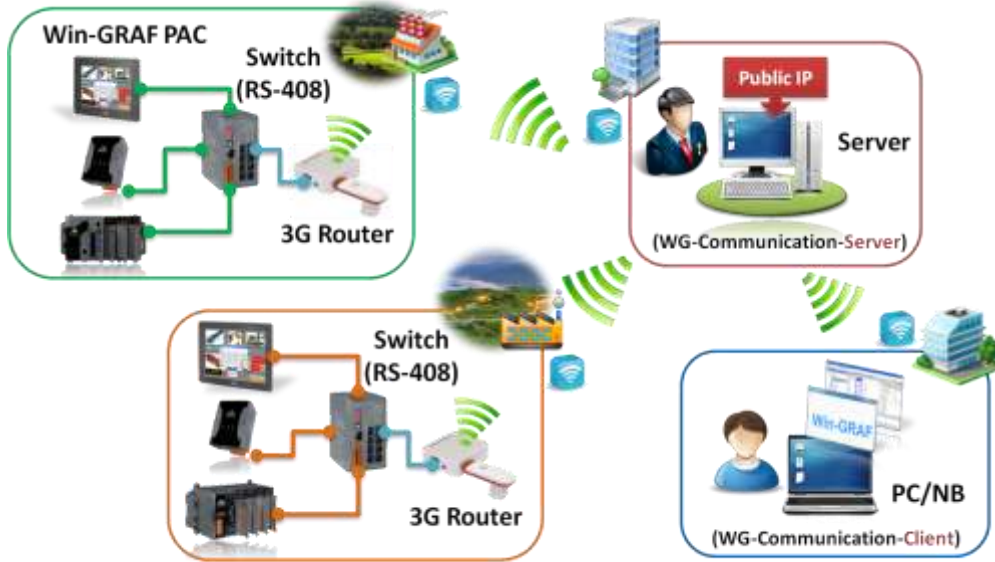 Win-GRAF PAC
Switch
(RS-408)
3G Router
Public IP
Server
(WG-Communication-Server)
Switch
(RS-408)
3G Router
Win-GRAF
PC/NB
(WG-Communication-Client)